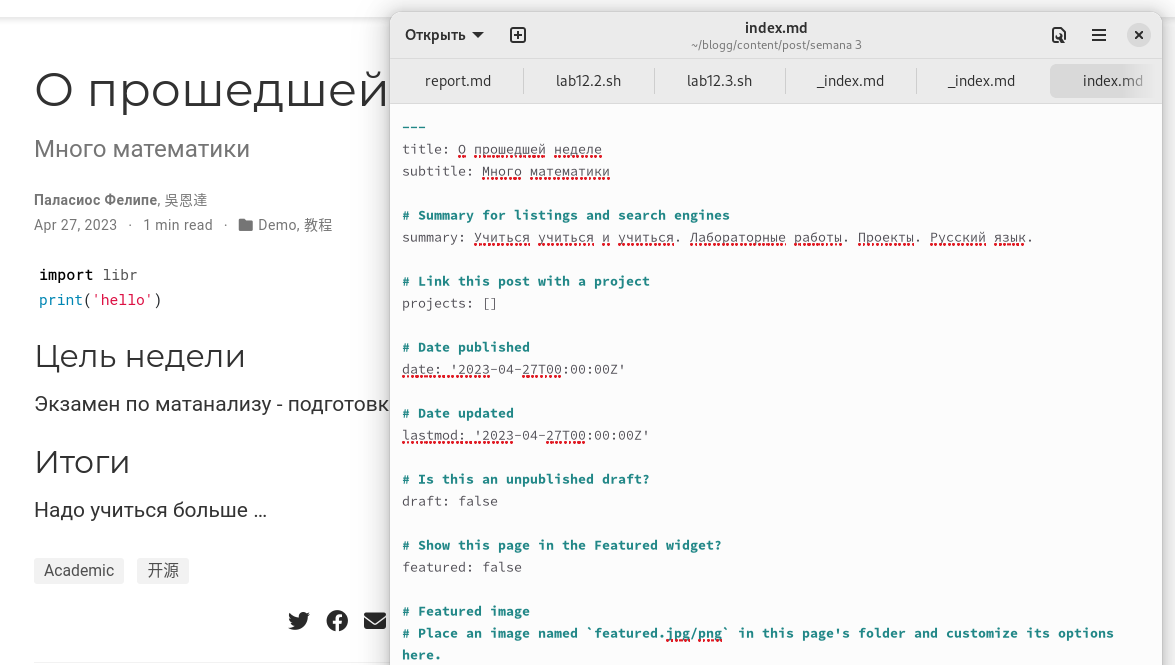 О прошедшей
Много математики
Паласиос Фелипе, 吳恩達
Apr 27, 2023 · 1 min read · Demo, 教程
import libr
print('hello')
Цель недели
Экзамен по матанализу - подготовк
Итоги
Надо учиться больше ...
Academic 开源
Открыть
index.md
~/blogg/content/post/semana 3
report.md lab12.2.sh lab12.3.sh _index.md _index.md index.md
---
title: О прошедшей неделе
subtitle: Много математики
# Summary for listings and search engines
summary: Учиться учиться и учиться. Лабораторные работы. Проекты. Русский язык.
# Link this post with a project
projects: []
# Date published
date: '2023-04-27T00:00:00Z'
# Date updated
lastmod: '2023-04-27T00:00:00Z'
# Is this an unpublished draft?
draft: false
# Show this page in the Featured widget?
featured: false
# Featured image
# Place an image named `featured.jpg/png` in this page's folder and customize its options
here.